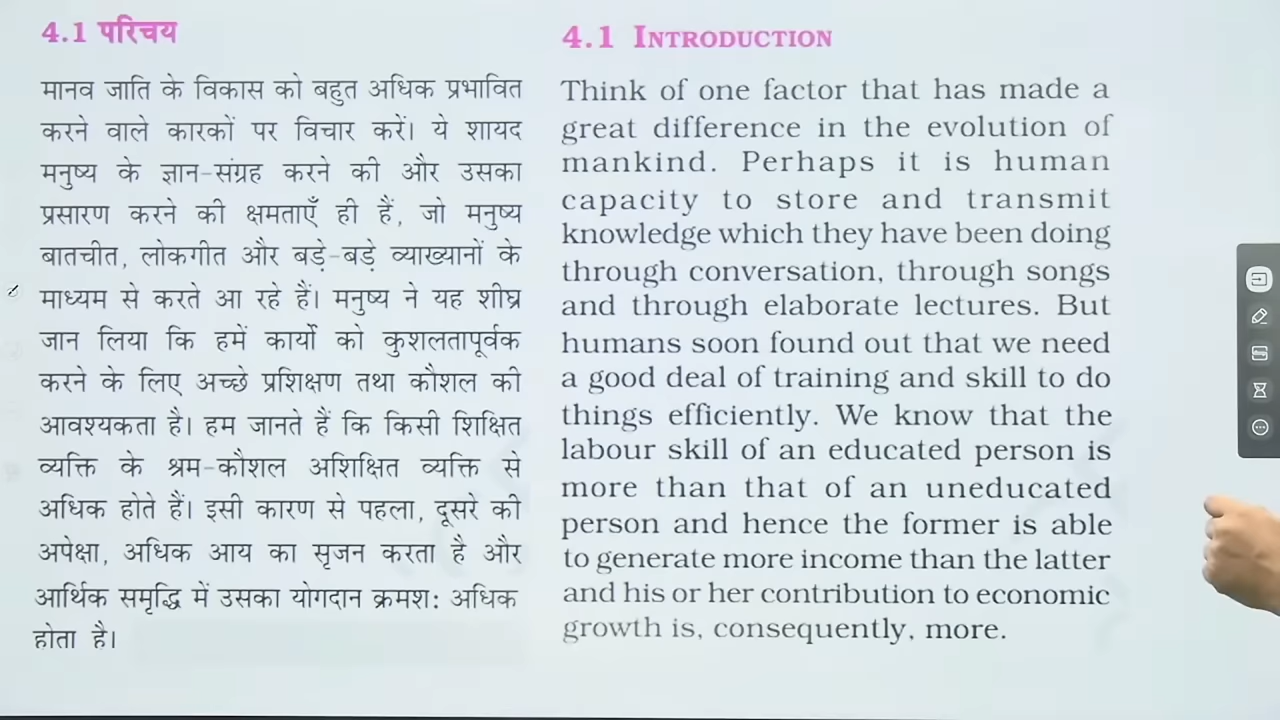 4.1 परिचय
मानव जाति के विकास को बहुत अधिक प्रभावित
करने वाले कारकों पर विचार करें। ये शायद
मनुष्य के ज्ञान-संग्रह करने की और उसका
प्रसारण करने की क्षमताएँ ही हैं, जो मनुष्य
बातचीत, लोकगीत और बड़े-बड़े व्याख्यानों के
माध्यम से करते आ रहे हैं। मनुष्य ने यह शीघ्र
जान लिया कि हमें कार्यो को कुशलतापूर्वक
करने के लिए अच्छे प्रशिक्षण तथा कौशल की
आवश्यकता है। हम जानते हैं कि किसी शिक्षित
व्यक्ति के श्रम-कौशल अशिक्षित व्यक्ति से
अधिक होते हैं। इसी कारण से पहला, दूसरे की
अपेक्षा, अधिक आय का सृजन करता है और
आर्थिक समृद्धि में उसका योगदान क्रमश: अधिक
होता है।
4.1 INTRODUCTION
Think of one factor that has made a
great difference in the evolution of
mankind. Perhaps it is human
capacity to store and transmit
knowledge which they have been doing
through conversation, through songs
and through elaborate lectures. But
humans soon found out that we need
a good deal of training and skill to do
things efficiently. We know that the
labour skill of an educated person is
more than that of an uneducated
person and hence the former is able
to generate more income than the latter
and his or her contribution to economic
growth is, consequently, more.